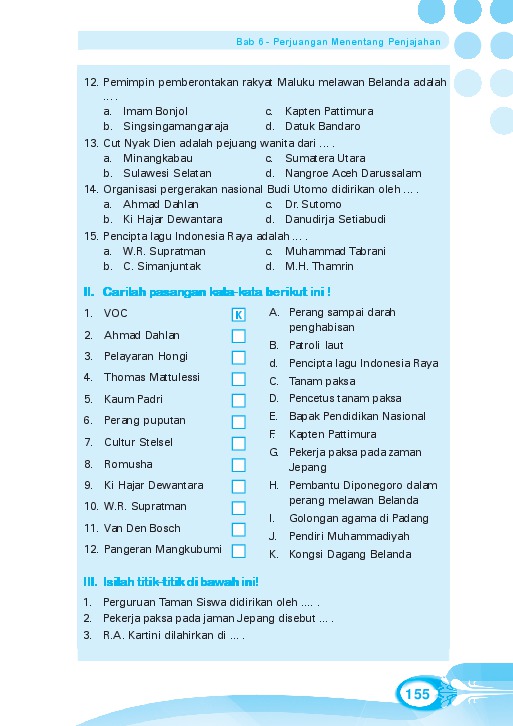 Bab 6 - Perjuangan Menentang Penjajahan
12. Pemimpin pemberontakan rakyat Maluku melawan Belanda adalah
....
a. Imam Bonjol c. Kapten Pattimura
b. Singsingamangaraja d. Datuk Bandaro
13. Cut Nyak Dien adalah pejuang wanita dari ... .
a. Minangkabau c. Sumatera Utara
b. Sulawesi Selatan d. Nangroe Aceh Darussalam
14. Organisasi pergerakan nasional Budi Utomo didirikan oleh ... .
a. Ahmad Dahlan c. Dr. Sutomo
b. Ki Hajar Dewantara d. Danudirja Setiabudi
15. Pencipta lagu Indonesia Raya adalah ... .
a. W.R. Supratman c. Muhammad Tabrani
b. C. Simanjuntak d. M.H. Thamrin
II. Carilah pasangan kata-kata berikut ini !
1. VOC K
2. Ahmad Dahlan
3. Pelayaran Hongi
4. Thomas Mattulessi
5. Kaum Padri
6. Perang puputan
7. Cultur Stelsel
8. Romusha
9. Ki Hajar Dewantara
10. W.R. Supratman
11. Van Den Bosch
12. Pangeran Mangkubumi
A. Perang sampai darah
penghabisan
B. Patroli laut
d. Pencipta lagu Indonesia Raya
C. Tanam paksa
D. Pencetus tanam paksa
E. Bapak Pendidikan Nasional
F. Kapten Pattimura
G. Pekerja paksa pada zaman
Jepang
H. Pembantu Diponegoro dalam
perang melawan Belanda
I. Golongan agama di Padang
J. Pendiri Muhammadiyah
K. Kongsi Dagang Belanda
III. Isilah titik-titik di bawah ini!
1. Perguruan Taman Siswa didirikan oleh .... .
2. Pekerja paksa pada jaman Jepang disebut ... .
3. R.A. Kartini dilahirkan di ... .
155